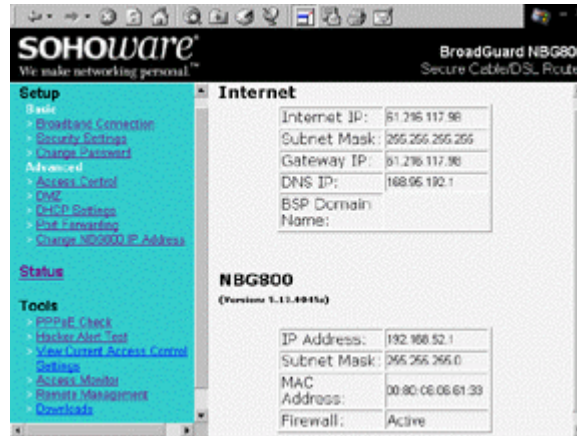 SOHOware
We make networking personal.™
BroadGuard NBG80
Secure Cable/DSL Route
Setup
Basic
> Broadband Connection
> Security Settings
> Change Password
Advanced
> Access Control
> DMZ
> DHCP Settings
> Port Forwarding
> Change NBG800 IP Address
Status
Tools
> PPPoE Check
> Hacker Alert Test
> View Current Access Control
Settings
> Access Monitor
> Remote Management
> Downloads
Internet
Internet IP: 61.216.117.98
Subnet Mask: 255.255.255.255
Gateway IP: 61.216.117.98
DNS IP: 168.95.192.1
BSP Domain
Name:
NBG800
(Version:
IP Address: 192.168.52.1
Subnet Mask: 255.255.255.0
MAC
Address: 00:80:C6:06:61:33
Firewall: Active